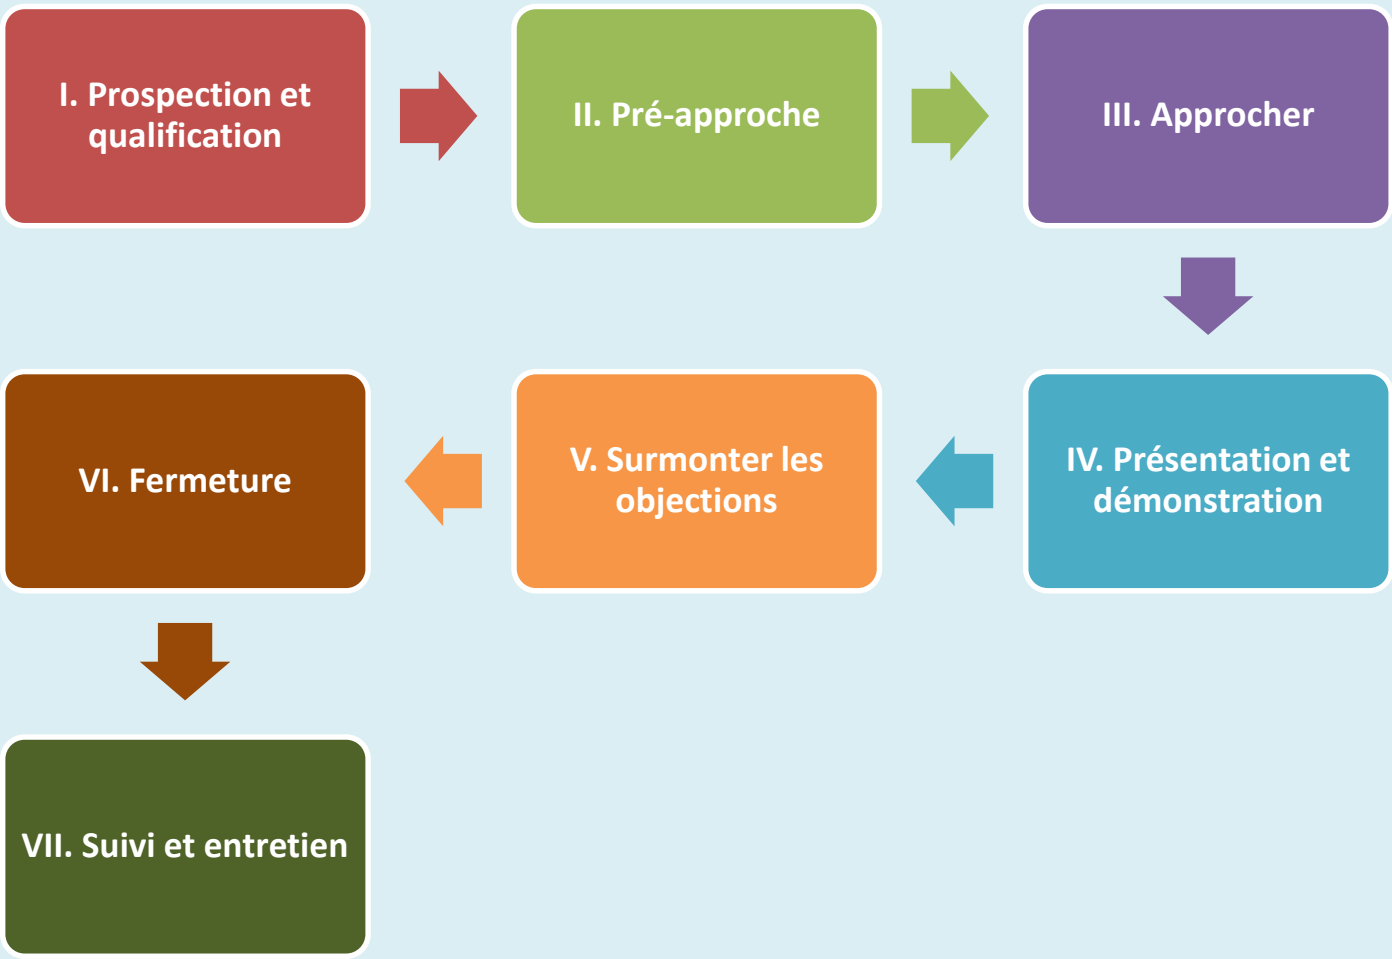 I. Prospection et
qualification
II. Pré-approche
III. Approcher
IV. Présentation et
démonstration
V. Surmonter les
objections
VI. Fermeture
VII. Suivi et entretien